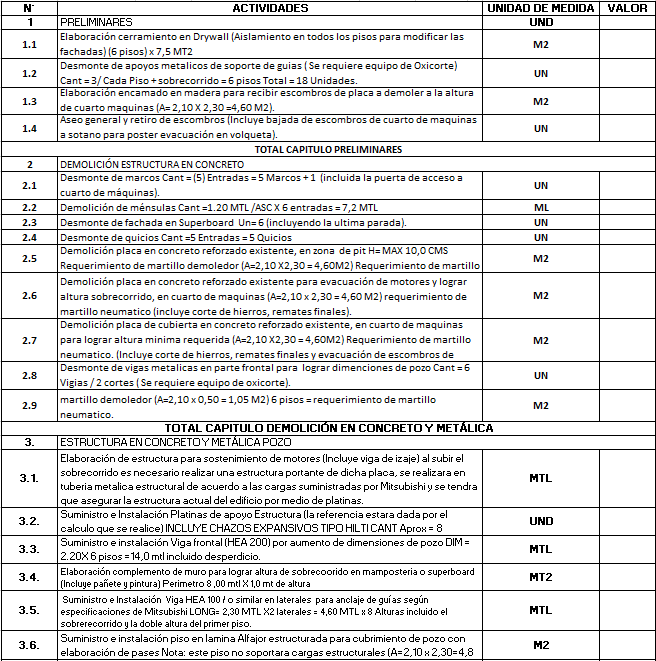 N° ACTIVIDADES UNIDAD DE MEDIDA VALOR
1 PRELIMINARES UND
1.1 Elaboración cerramiento en Drywall (Aislamiento en todos los pisos para modificar las
fachadas) (6 pisos) x 7,5 MT2 M2
1.2 Desmonte de apoyos metalicos de soporte de guias ( Se requiere equipo de Oxicorte)
Cant = 3/ Cada Piso + sobrecorrido = 6 pisos Total = 18 Unidades. UN
1.3 Elaboración encamado en madera para recibir escombros de placa a demoler a la altura
de cuarto maquinas (A= 2,10 X 2,30 =4,60 M2). M2
1.4 Aseo general y retiro de escombros (Incluye bajada de escombros de cuarto de maquinas
a sotano para poster evacuación en volqueta). UN
TOTAL CAPITULO PRELIMINARES
2 DEMOLICIÓN ESTRUCTURA EN CONCRETO
2.1 Desmonte de marcos Cant = (5) Entradas = 5 Marcos + 1 (incluida la puerta de acceso a
cuarto de máquinas). UN
2.2 Demolición de ménsulas Cant =1.20 MTL /ASC X 6 entradas = 7,2 MTL ML
2.3 Desmonte de fachada en Superboard Un= 6 (incluyendo la ultima parada). UN
2.4 Desmonte de quicios Cant =5 Entradas = 5 Quicios UN
2.5 Demolición placa en concreto reforzado existente, en zona de pit H= MAX 10,0 CMS
Requerimiento de martillo demoledor (A=2,10 X2,30 = 4,60M2) Requerimiento de martillo M2
2.6 Demolición placa en concreto reforzado existente para evacuación de motores y lograr
altura sobrecorrido, en cuarto de maquinas (A=2,10 x 2,30 = 4,60 M2) requerimiento de
martillo neumatico (incluye corte de hierros, remates finales). M2
2.7 Demolición placa de cubierta en concreto reforzado existente, en cuarto de maquinas
para lograr altura minima requerida (A=2,10 X2,30 = 4,60M2) Requerimiento de martillo
neumatico. (Incluye corte de hierros, remates finales y evacuación de escombros de M2
2.8 Desmonte de vigas metalicas en parte frontal para lograr dimenciones de pozo Cant = 6
Vigias / 2 cortes ( Se requiere equipo de oxicorte). UN
2.9 martillo demoledor (A=2,10 x 0,50 = 1,05 M2) 6 pisos = requerimiento de martillo
neumatico. M2
TOTAL CAPITULO DEMOLICIÓN EN CONCRETO Y METÁLICA
3. ESTRUCTURA EN CONCRETO Y METÁLICA POZO
3.1. Elaboración de estructura para sostenimiento de motores (Incluye viga de izaje) al subir el
sobrecorrido es necesario realizar una estructura portante de dicha placa, se realizara en
tuberia metalica estructural de acuerdo a las cargas suministradas por Mitsubishi y se tendra
que asegurar la estructura actual del edificio por medio de platinas. MTL
3.2. Suministro e Instalación Platinas de apoyo Estructura (la referencia estara dada por el
calculo que se realice) INCLUYE CHAZOS EXPANSIVOS TIPO HILTI CANT Aprox = 8 UND
3.3. Suministro e instalación Viga frontal (HEA 200) por aumento de dimensiones de pozo DIM =
2.20X 6 pisos = 14,0 mtl incluido desperdicio. MTL
3.4. Elaboración complemento de muro para lograr altura de sobrecoorido en mamposteria o superboard
(Incluye pañete y pintura) Perimetro 8 ,00 mtl X 1,0 mt de altura MT2
3.5. Suministro e Instalación Viga HEA 100 ℓ o similar en laterales para anclaje de guías según
especificaciones de Mitsubishi LONG= 2,30 MTL X2 laterales = 4,60 MTL x 8 Alturas incluido el
sobrerecorrido y la doble altura del primer piso. MTL
3.6. Suministro e instalación piso en lamina Alfajor estructurada para cubrimiento de pozo con
elaboración de pases Nota: este piso no soportara cargas estructurales (A=2,10 x 2,30=4,8 M2